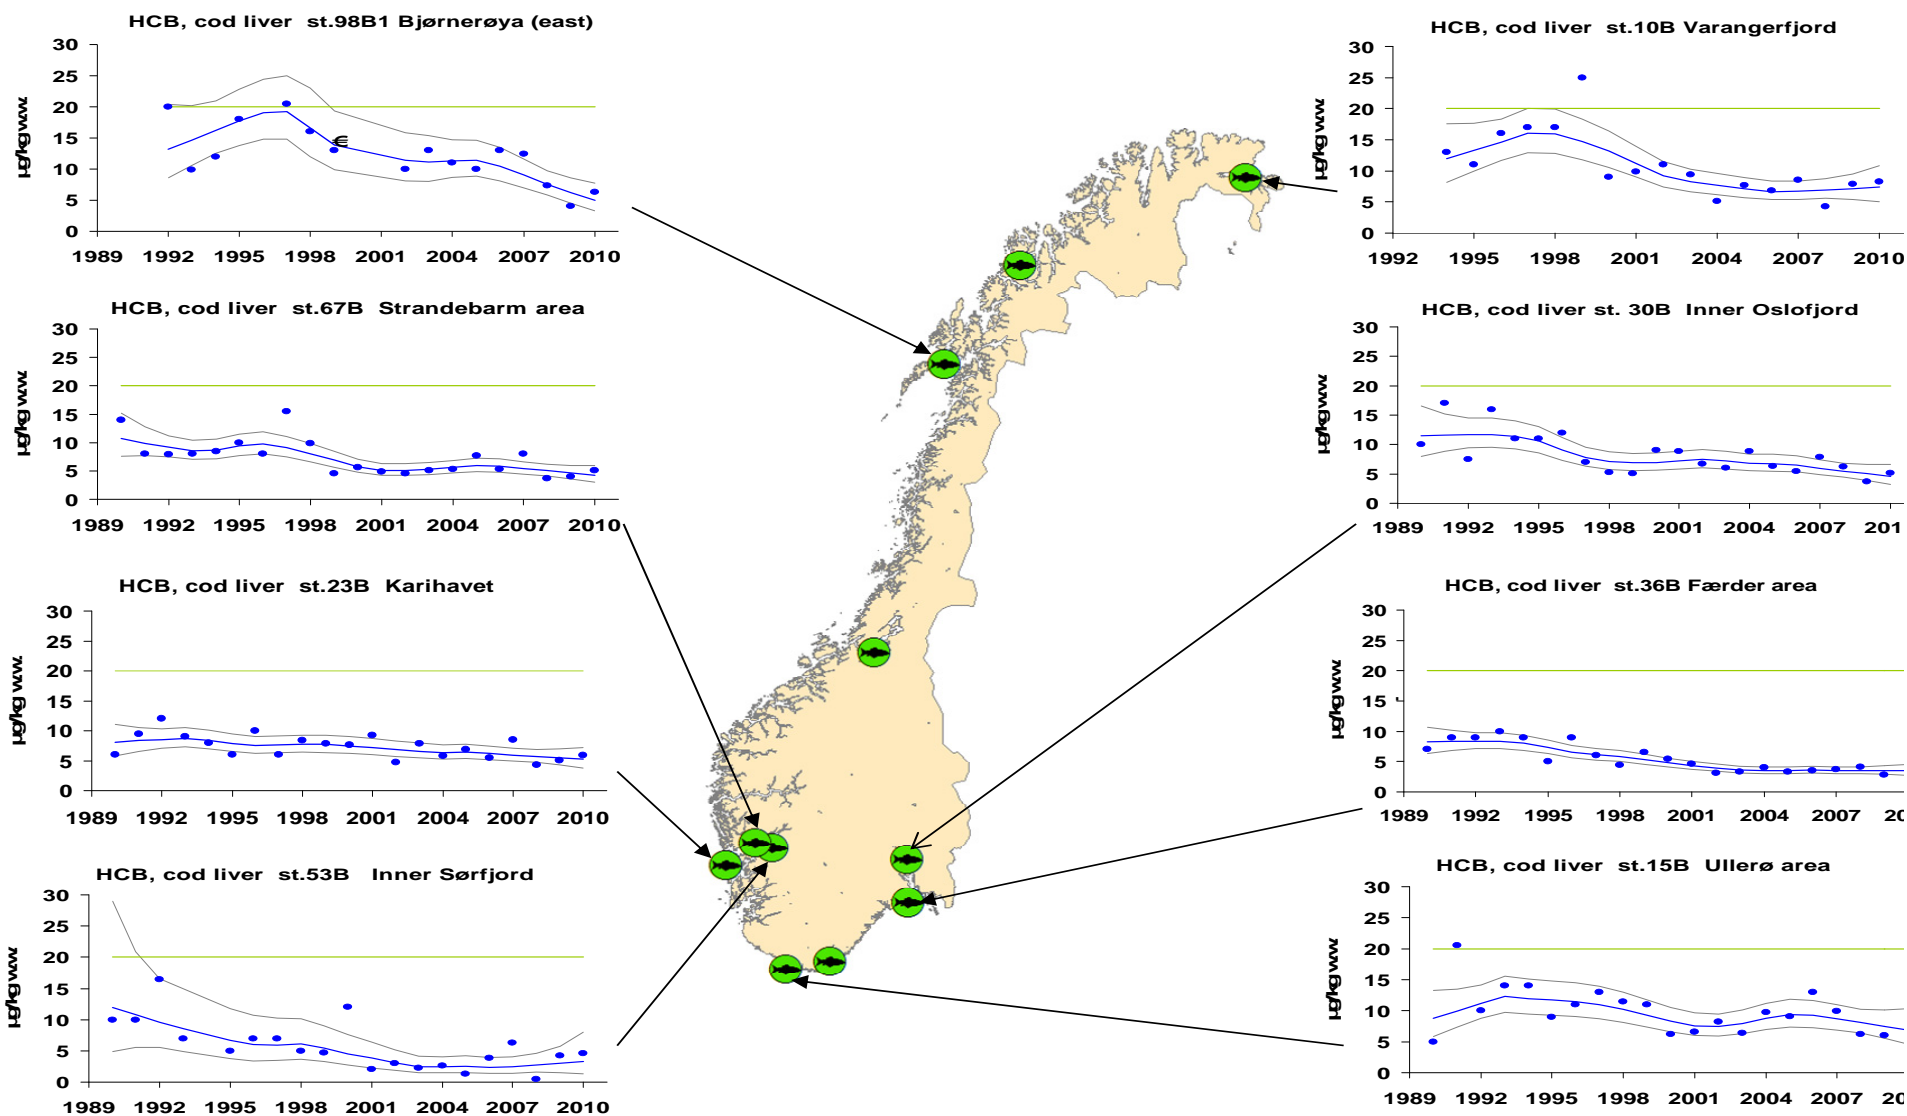 HCB, cod liver st.98B1 Bjørnerøya (east)
30
25
20
15
10
5
0
µg/kg w.w.
€
1989 1992 1995 1998 2001 2004 2007 2010
HCB, cod liver st.67B Strandebarm area
30
25
20
15
10
5
0
µg/kg w.w.
1989 1992 1995 1998 2001 2004 2007 2010
HCB, cod liver st.23B Karihavet
30
25
20
15
10
5
0
µg/kg w.w.
1989 1992 1995 1998 2001 2004 2007 2010
HCB, cod liver st.53B Inner Sørfjord
30
25
20
15
10
5
0
µg/kg w.w.
1989 1992 1995 1998 2001 2004 2007 2010
HCB, cod liver st.10B Varangerfjord
30
25
20
15
10
5
0
µg/kg w.w.
1992 1995 1998 2001 2004 2007 2010
HCB, cod liver st. 30B Inner Oslofjord
30
25
20
15
10
5
0
µg/kg w.w.
1989 1992 1995 1998 2001 2004 2007 201
HCB, cod liver st.36B Færder area
30
25
20
15
10
5
0
µg/kg w.w.
1989 1992 1995 1998 2001 2004 2007 20
HCB, cod liver st.15B Ullerø area
30
25
20
15
10
5
0
µg/kg w.w.
1989 1992 1995 1998 2001 2004 2007 20